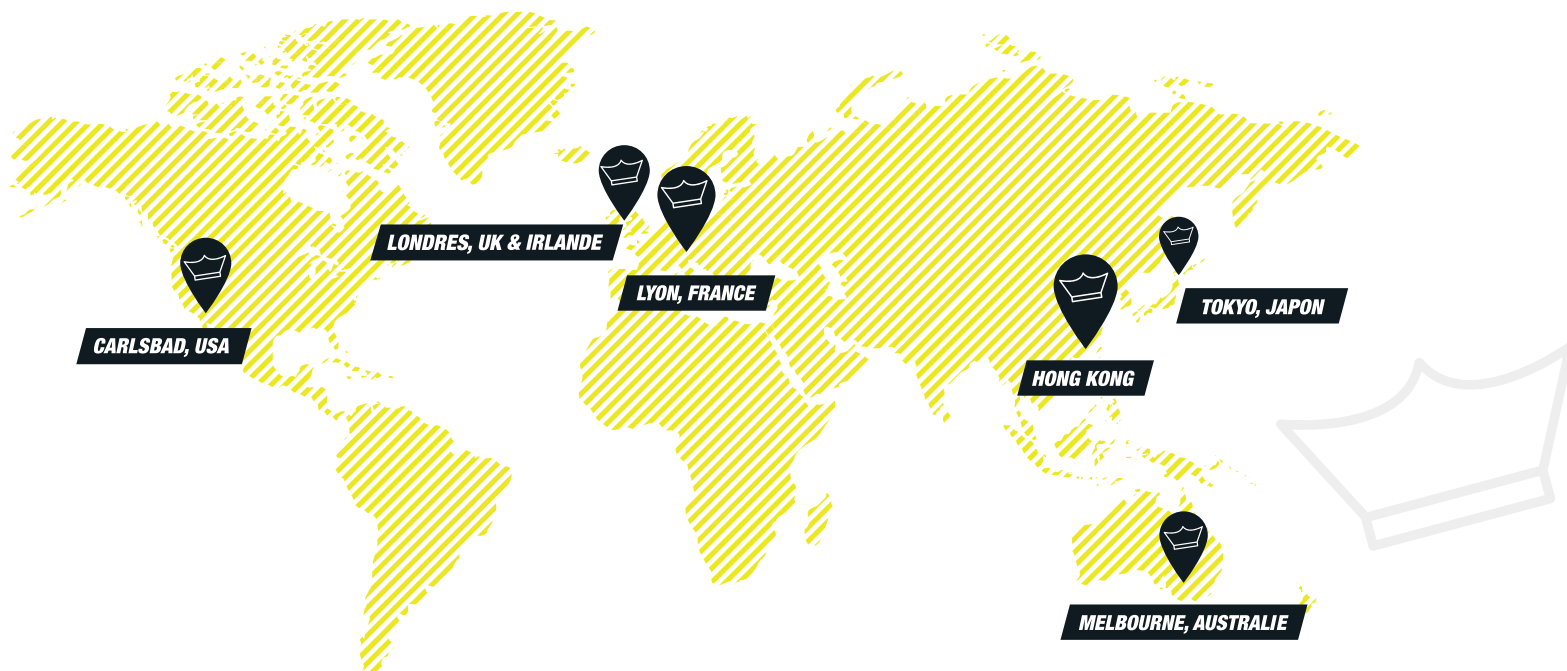 LONDRES, UK & IRLANDE
LYON, FRANCE
TOKYO, JAPON
CARLSBAD, USA
HONG KONG
MELBOURNE, AUSTRALIE